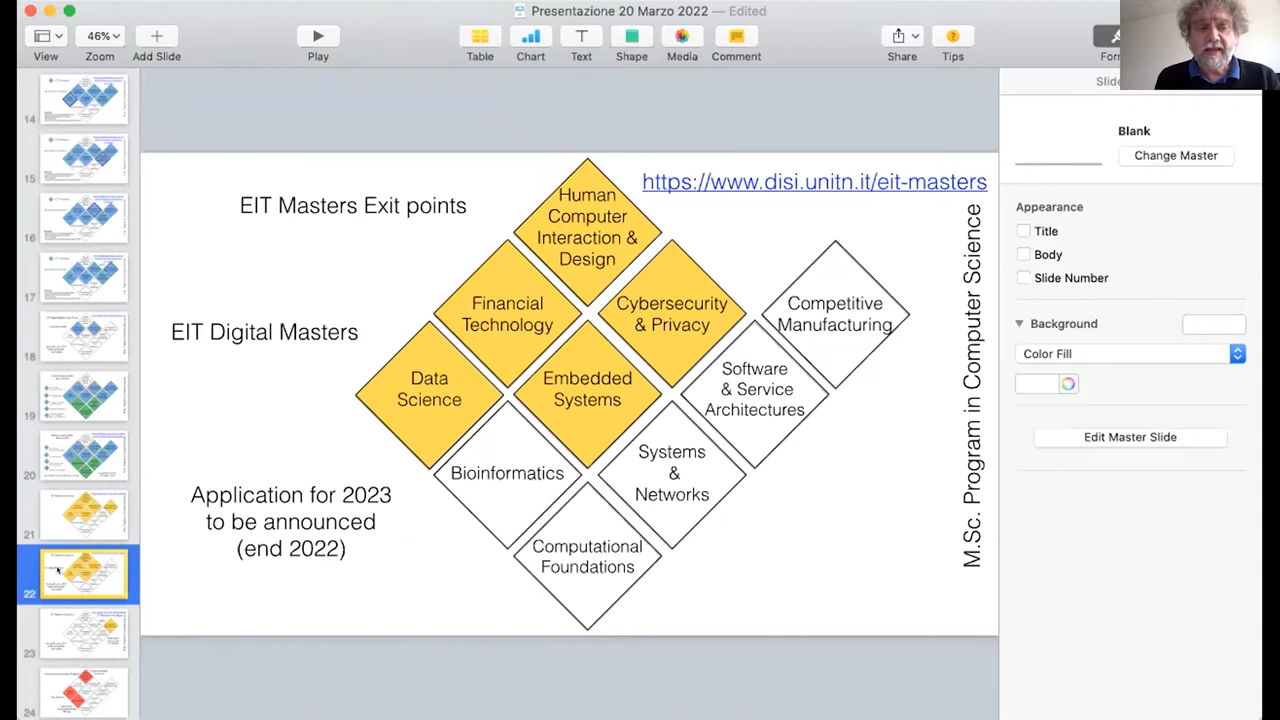 Presentazione 20 Marzo 2022 — Edited
46%
View
Zoom
Add Slide
Play
Table
Chart
Text
Shape
Media
Comment
Share
Tips
14
15
16
17
18
19
20
21
22
23
24
EIT Masters Exit points
https://www.disi.unitn.it/eit-masters
EIT Digital Masters
Application for 2023
to be announced
(end 2022)
Human
Computer
Interaction &
Design
Financial
Technology
Cybersecurity
& Privacy
Competitive
Manufacturing
Data
Science
Embedded
Systems
Software
& Service
Architectures
Bioinformatics
Systems
&
Networks
Computational
Foundations
M.Sc. Program in Computer Science
Blank
Change Master
Appearance
Title
Body
Slide Number
Background
Color Fill
Edit Master Slide